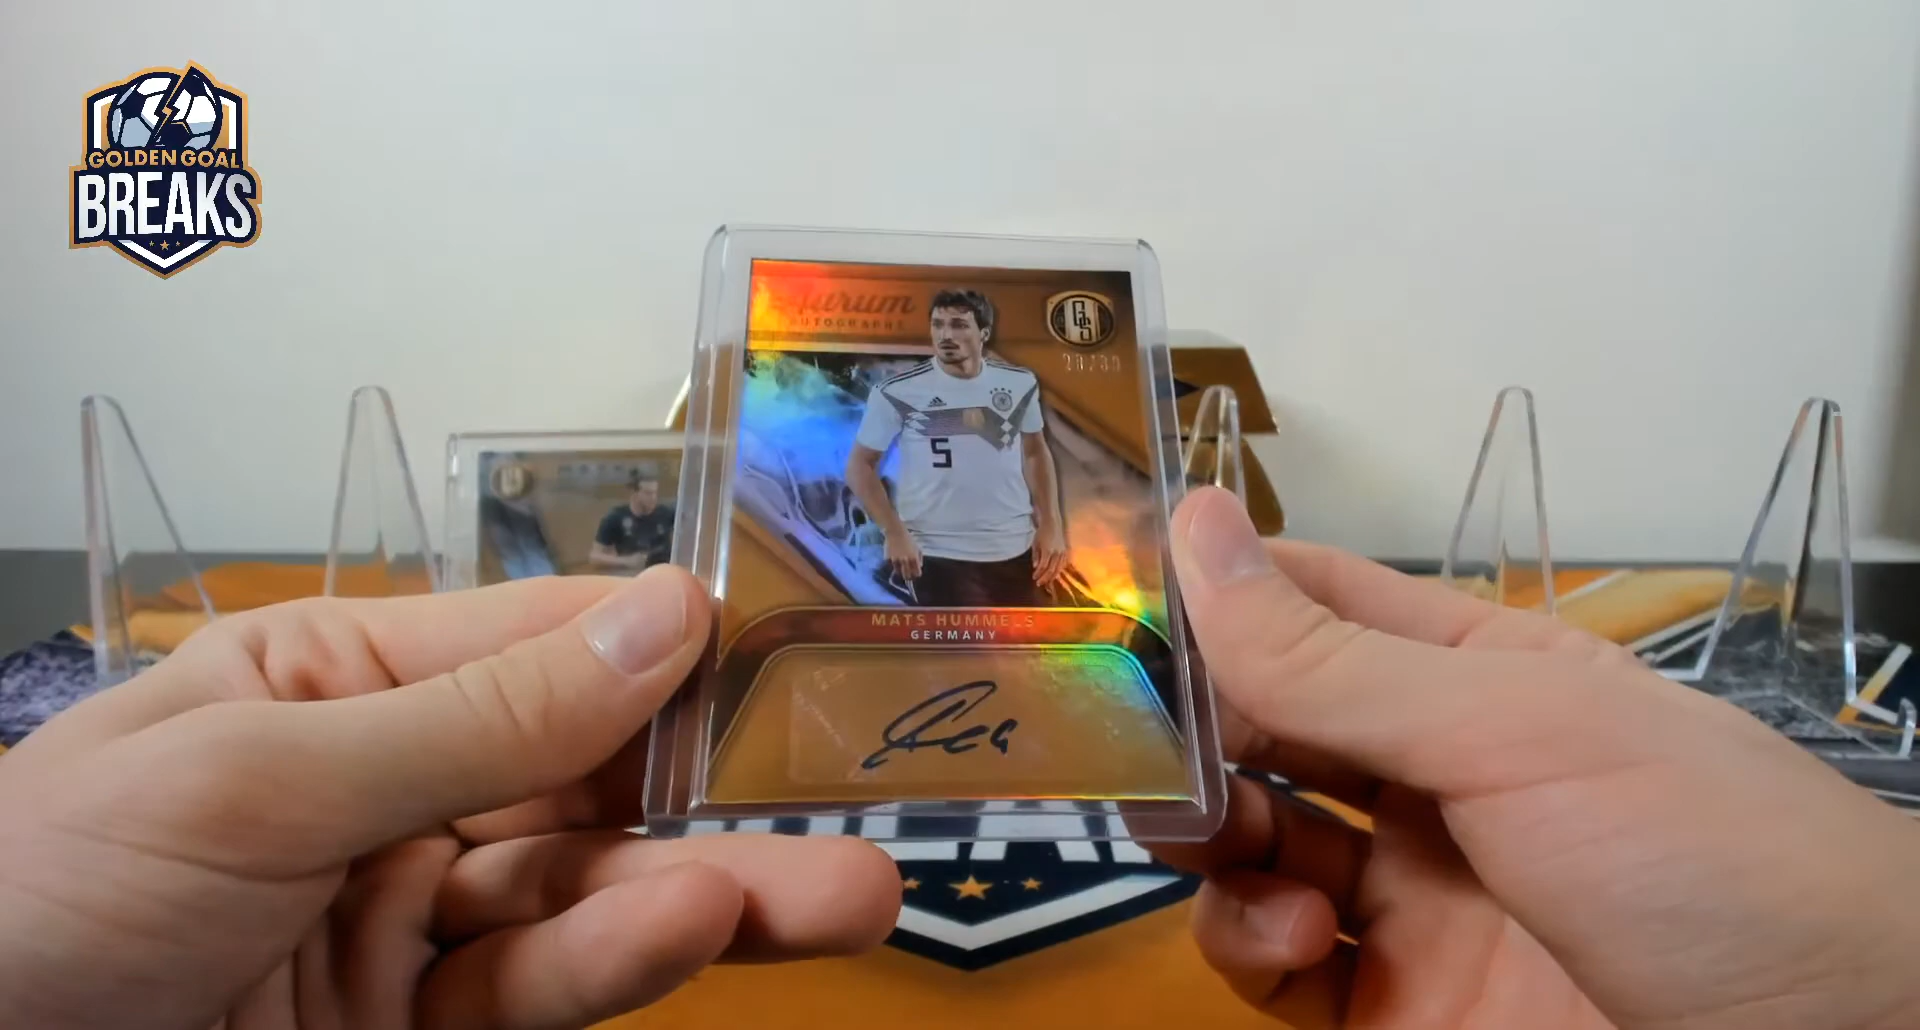 GOLDEN GOAL
BREAKS
Aurum
AUTOGRAPHS
GS
5
MATS HUMMELS
GERMANY